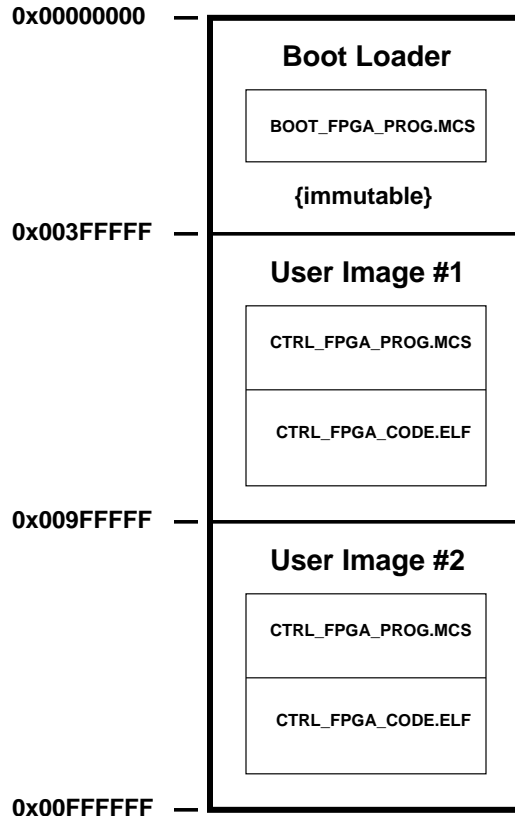 0x00000000
Boot Loader
BOOT_FPGA_PROG.MCS
{immutable}
0x003FFFFF
User Image #1
CTRL_FPGA_PROG.MCS
CTRL_FPGA_CODE.ELF
0x009FFFFF
User Image #2
CTRL_FPGA_PROG.MCS
CTRL_FPGA_CODE.ELF
0x00FFFFFF